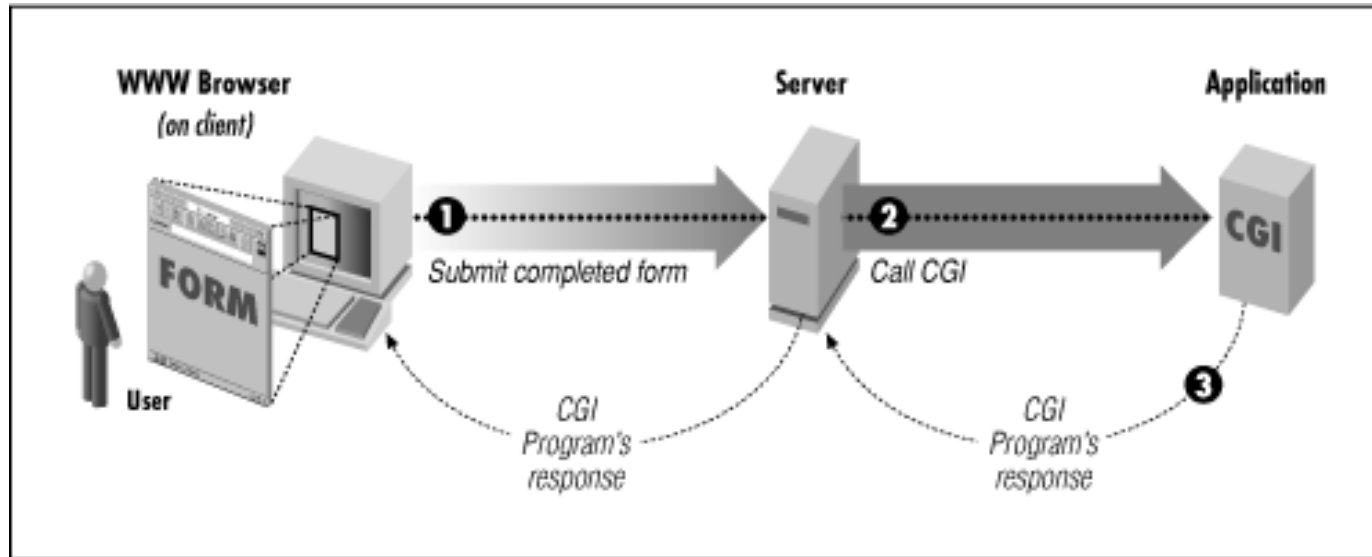 WWW Browser
(on client)
Server
Application
1
2
CGI
Submit completed form
Call CGI
FORM
User
3
CGI
Program's
response
CGI
Program's
response